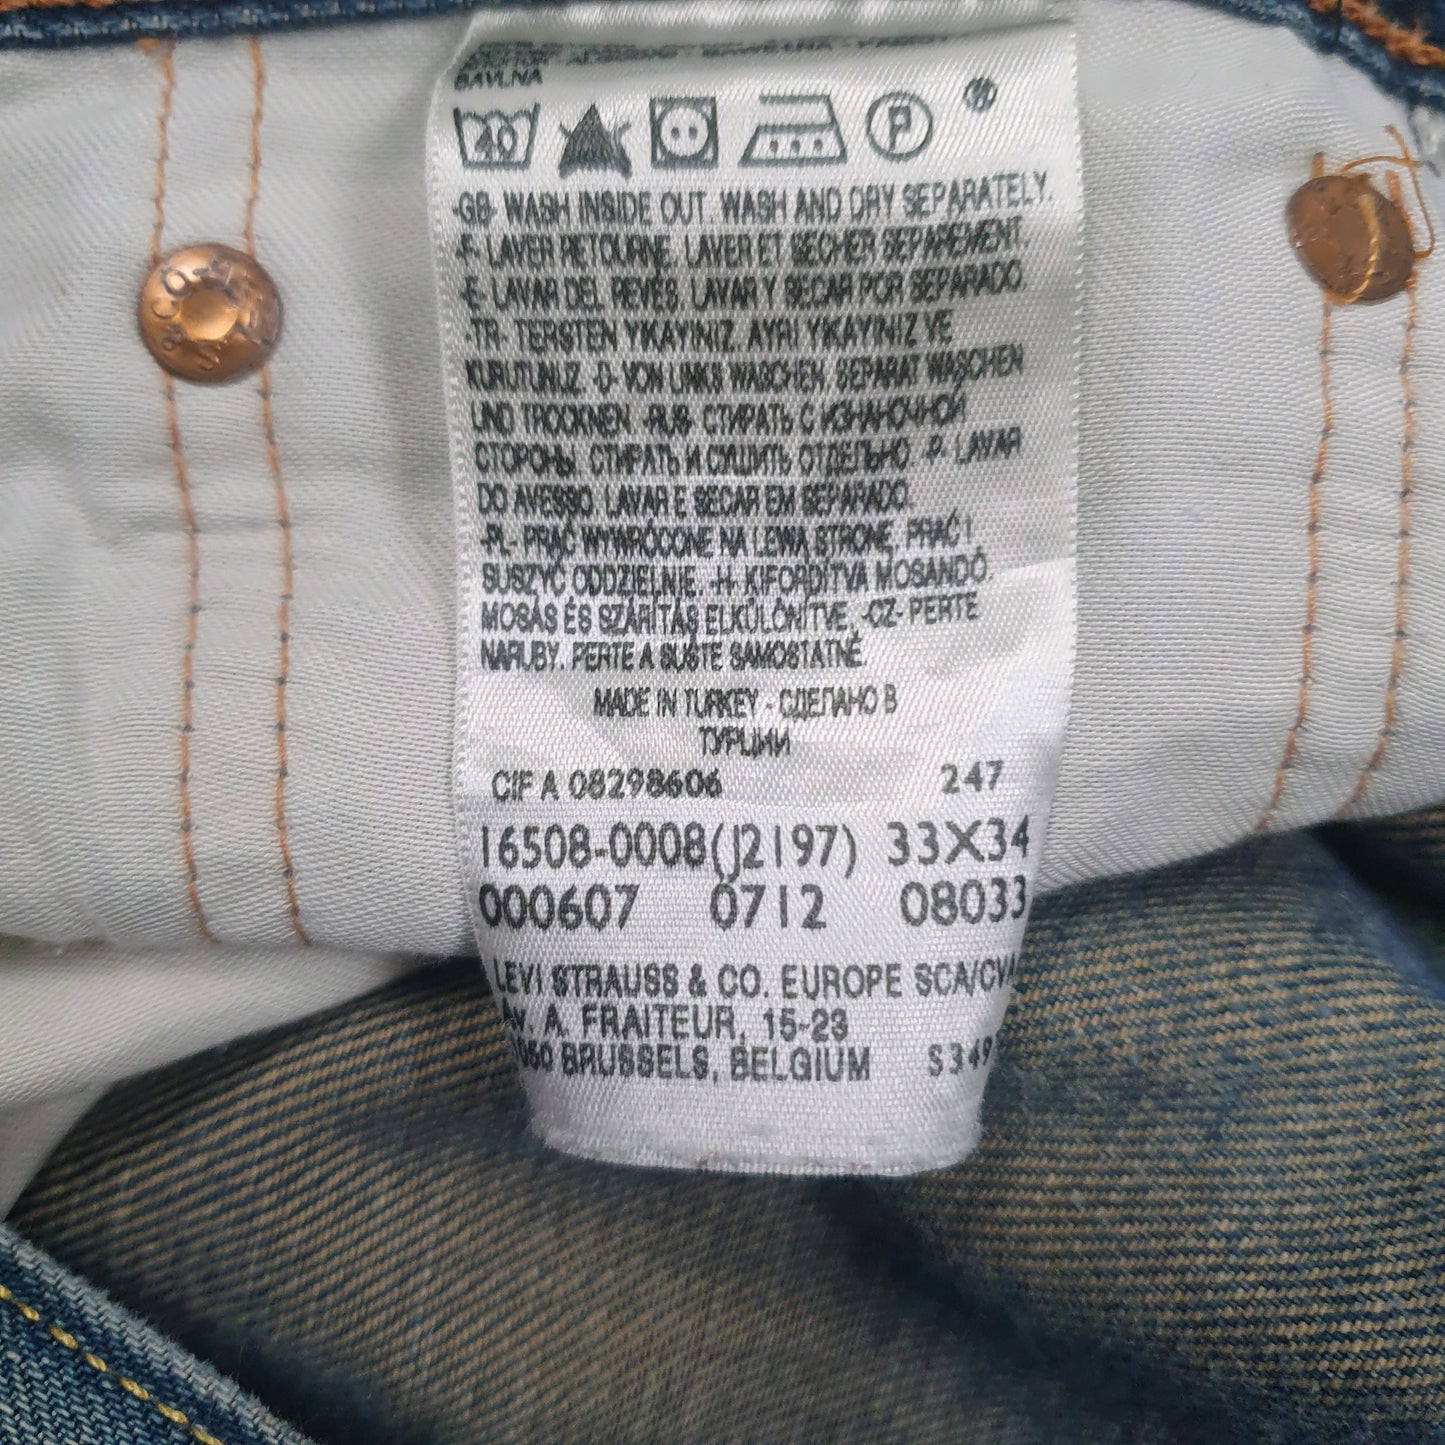 BAVLNA
40 P ®
-GB- WASH INSIDE OUT. WASH AND DRY SEPARATELY.
-F- LAVER RETOURNE. LAVER ET SECHER SEPAREMENT.
-E- LAVAR DEL REVÉS. LAVAR Y SECAR POR SEPARADO.
-TR- TERSTEN YIKAYINIZ. AYRI YIKAYINIZ VE
KURUTUNUZ. -D- VON LINKS WASCHEN. SEPARAT WASCHEN
UND TROCKNEN. -RUS- СТИРАТЬ С ИЗНАНОЧНОЙ
СТОРОНЫ. СТИРАТЬ И СУШИТЬ ОТДЕЛЬНО. -P- LAVAR
DO AVESSO. LAVAR E SECAR EM SEPARADO.
-PL- PRAĆ WYWRÓCONE NA LEWĄ STRONĘ. PRAĆ I
SUSZYĆ ODDZIELNIE. -H- KIFORDÍTVA MOSANDÓ.
MOSÁS ÉS SZÁRÍTÁS ELKÜLÖNÍTVE. -CZ- PERTE
NARUBY. PERTE A SUŠTE SAMOSTATNĚ.
MADE IN TURKEY - СДЕЛАНО В
ТУРЦИИ
CIF A 08298606 247
16508-0008(J2197) 33X34
000607 0712 08033
LEVI STRAUSS & CO. EUROPE SCA/CVA
AV. A. FRAITEUR, 15-23
1050 BRUSSELS, BELGIUM S349